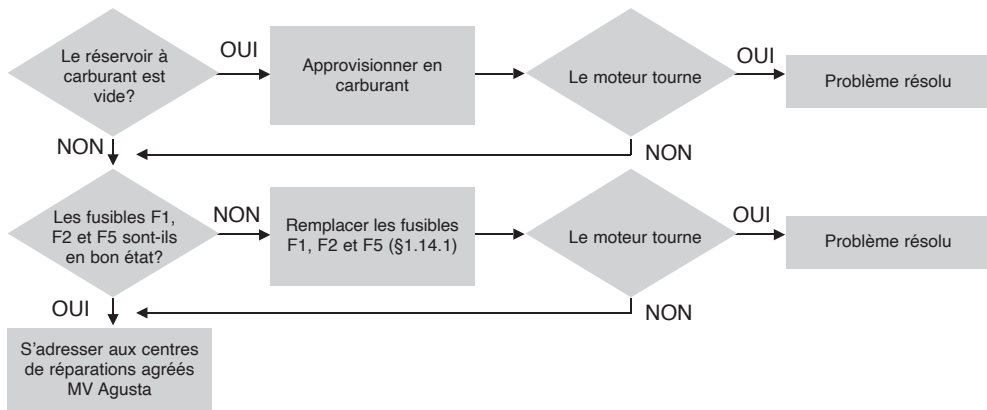 Le réservoir à
carburant est
vide?
OUI
Approvisionner en
carburant
Le moteur tourne
OUI
Problème résolu
NON
NON
Les fusibles F1,
F2 et F5 sont-ils
en bon état?
NON
Remplacer les fusibles
F1, F2 et F5 (§1.14.1)
Le moteur tourne
OUI
Problème résolu
OUI
NON
S'adresser aux centres
de réparations agréés
MV Agusta